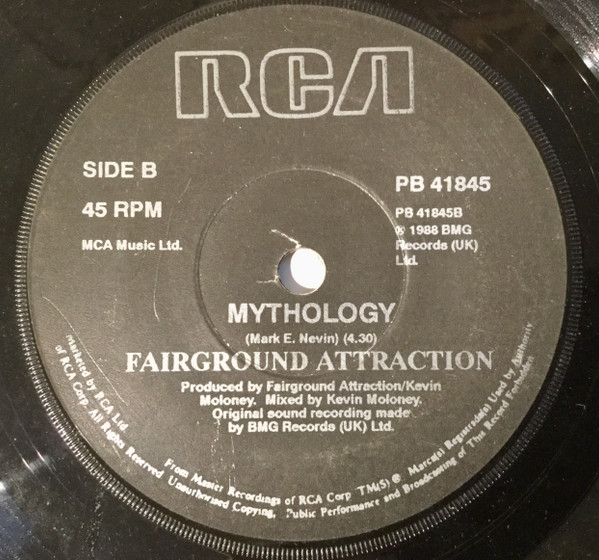 RCA
SIDE B
PB 41845
45 RPM
PB 41845B
MCA Music Ltd.
℗ 1988 BMG
Records (UK)
Ltd.
MYTHOLOGY
(Mark E. Nevin) (4.30)
FAIRGROUND ATTRACTION
Produced by Fairground Attraction/Kevin
Moloney. Mixed by Kevin Moloney.
Original sound recording made
by BMG Records (UK) Ltd.
marketed by RCA Ltd. From Master Recordings of RCA Corp TM(S) ® Marca(s) Registrada(s) Used by Authority
of RCA Corp. All Rights Reserved Unauthorised Copying, Public Performance and Broadcasting of This Record Forbidden